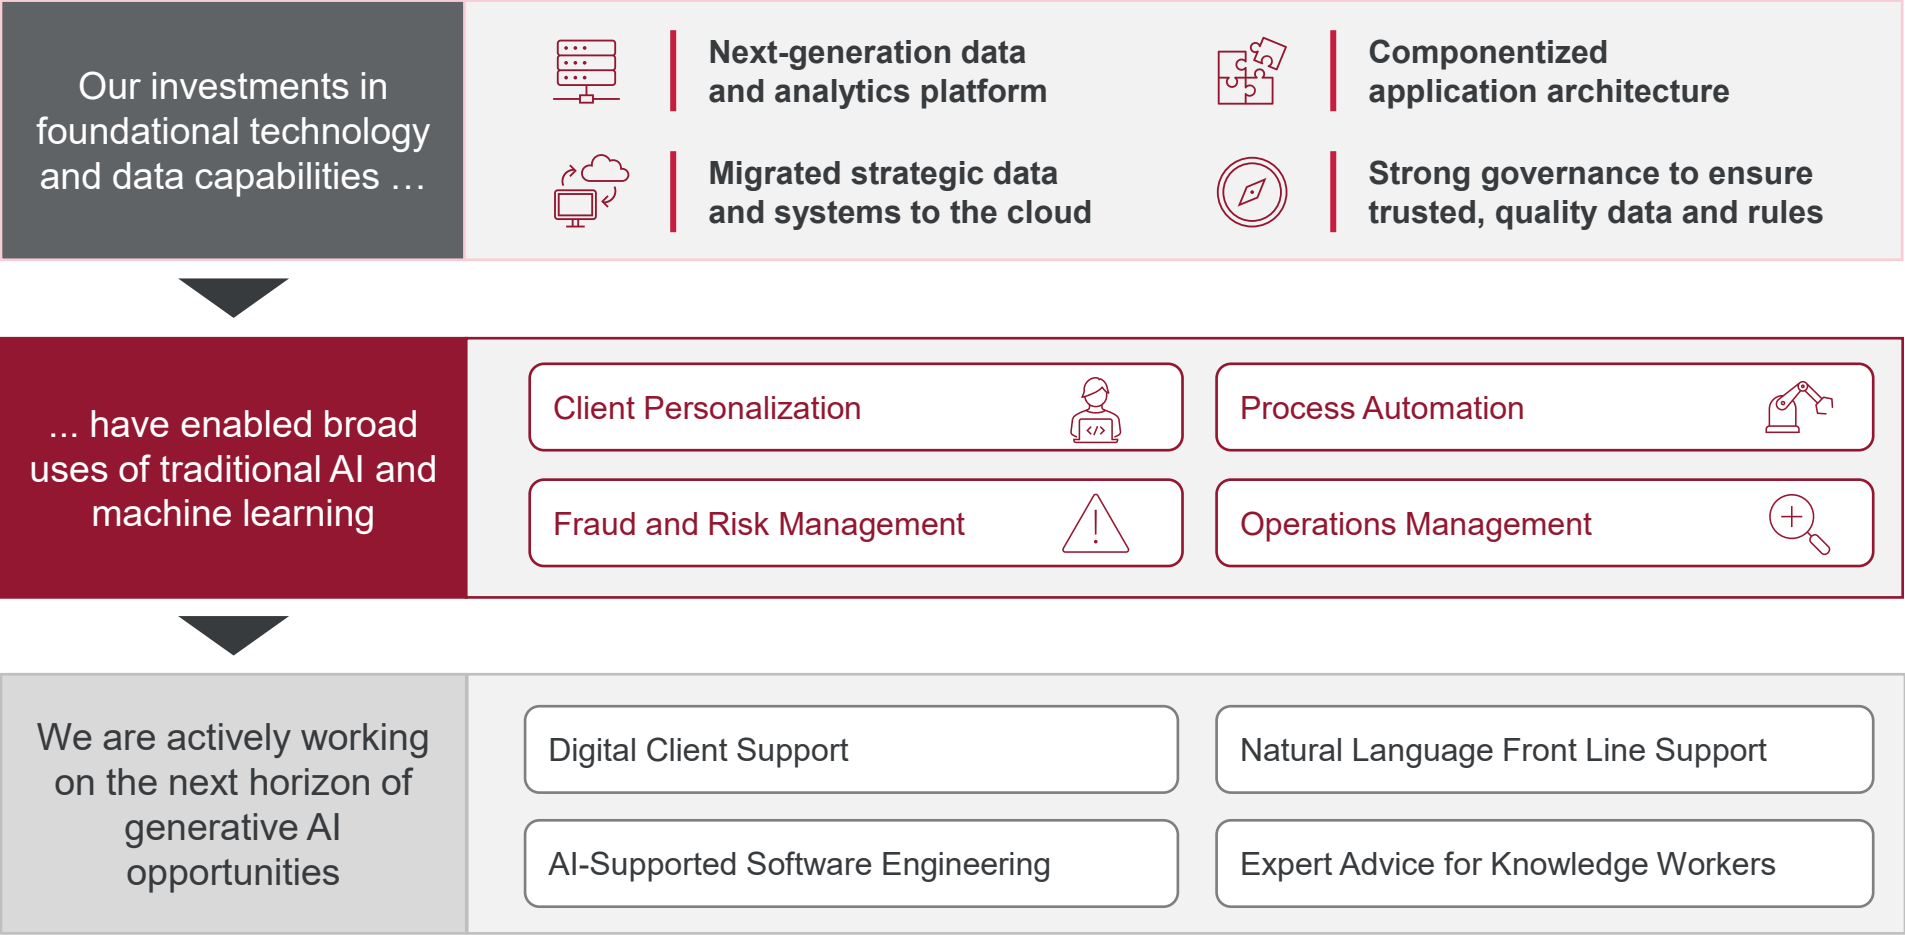 Our investments in
foundational technology
and data capabilities …
Next-generation data
and analytics platform
Componentized
application architecture
Migrated strategic data
and systems to the cloud
Strong governance to ensure
trusted, quality data and rules
... have enabled broad
uses of traditional AI and
machine learning
Client Personalization
</>
Process Automation
Fraud and Risk Management
Operations Management
We are actively working
on the next horizon of
generative AI
opportunities
Digital Client Support
Natural Language Front Line Support
AI-Supported Software Engineering
Expert Advice for Knowledge Workers